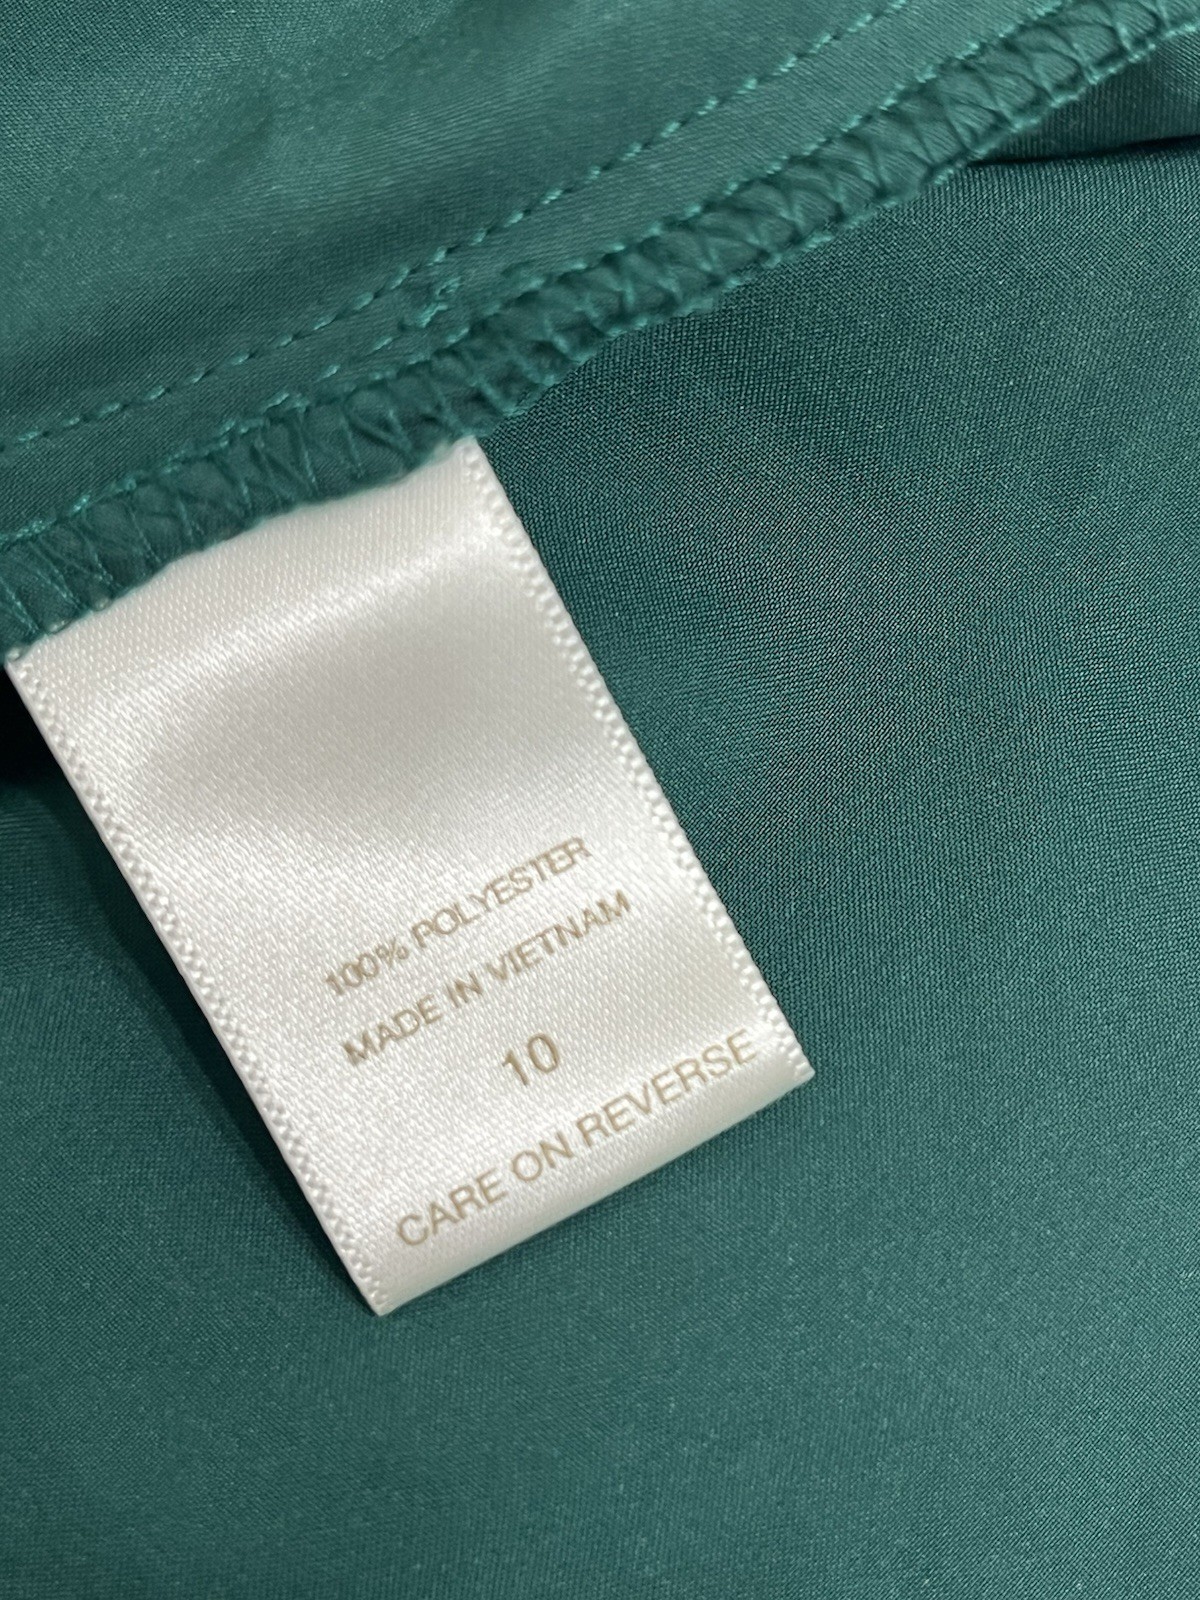 100% POLYESTER
MADE IN VIETNAM
10
CARE ON REVERSE